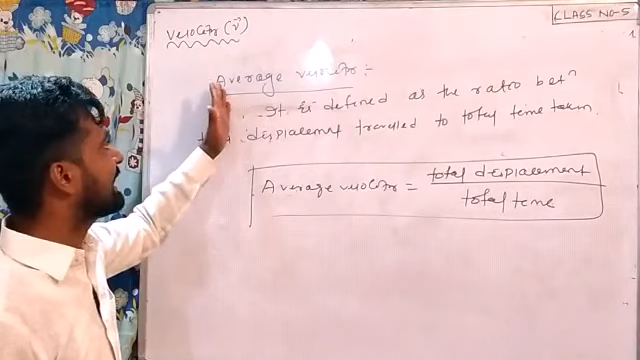 CLASS NO-5
Velocity (v⃗)
Average velocity :-
It is defined as the ratio betⁿ
displacement travelled to total time taken.
Average velocity = total displacement / total time